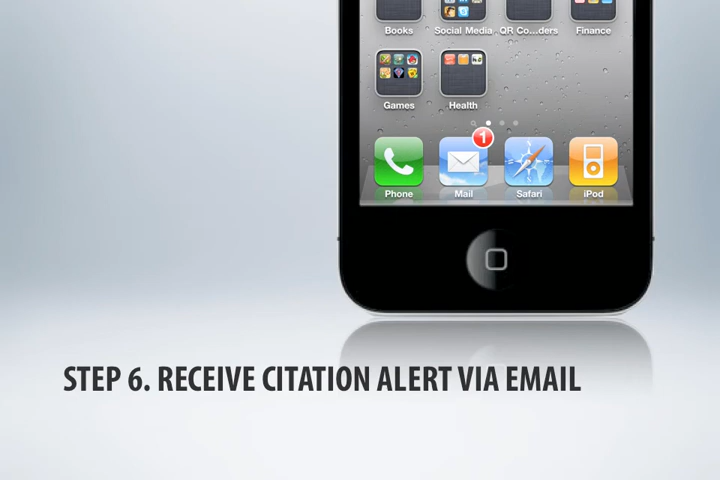 Books Social Media QR Co...ders Finance
Games Health
1
Phone Mail Safari iPod
STEP 6. RECEIVE CITATION ALERT VIA EMAIL